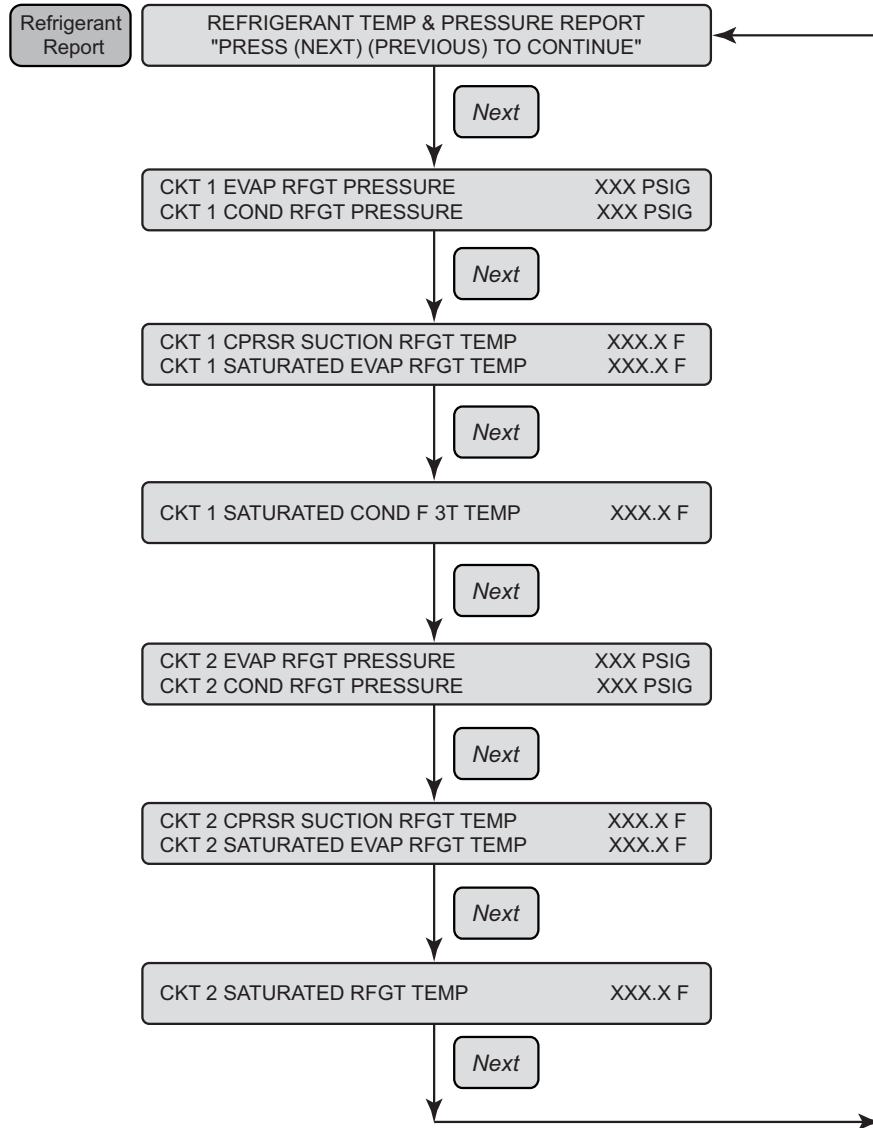 Refrigerant
Report
REFRIGERANT TEMP & PRESSURE REPORT
"PRESS (NEXT) (PREVIOUS) TO CONTINUE"
Next
CKT 1 EVAP RFGT PRESSURE XXX PSIG
CKT 1 COND RFGT PRESSURE XXX PSIG
Next
CKT 1 CPRSR SUCTION RFGT TEMP XXX.X F
CKT 1 SATURATED EVAP RFGT TEMP XXX.X F
Next
CKT 1 SATURATED COND F 3T TEMP XXX.X F
Next
CKT 2 EVAP RFGT PRESSURE XXX PSIG
CKT 2 COND RFGT PRESSURE XXX PSIG
Next
CKT 2 CPRSR SUCTION RFGT TEMP XXX.X F
CKT 2 SATURATED EVAP RFGT TEMP XXX.X F
Next
CKT 2 SATURATED RFGT TEMP XXX.X F
Next